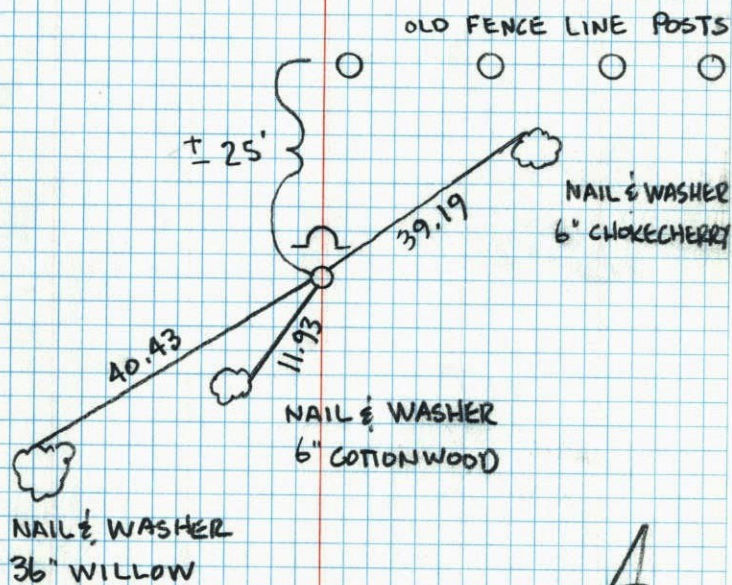 OLD FENCE LINE POSTS
± 25'
39.19
NAIL & WASHER
6" CHOKECHERRY
40.43
11.93
NAIL & WASHER
6" COTTONWOOD
NAIL & WASHER
36" WILLOW